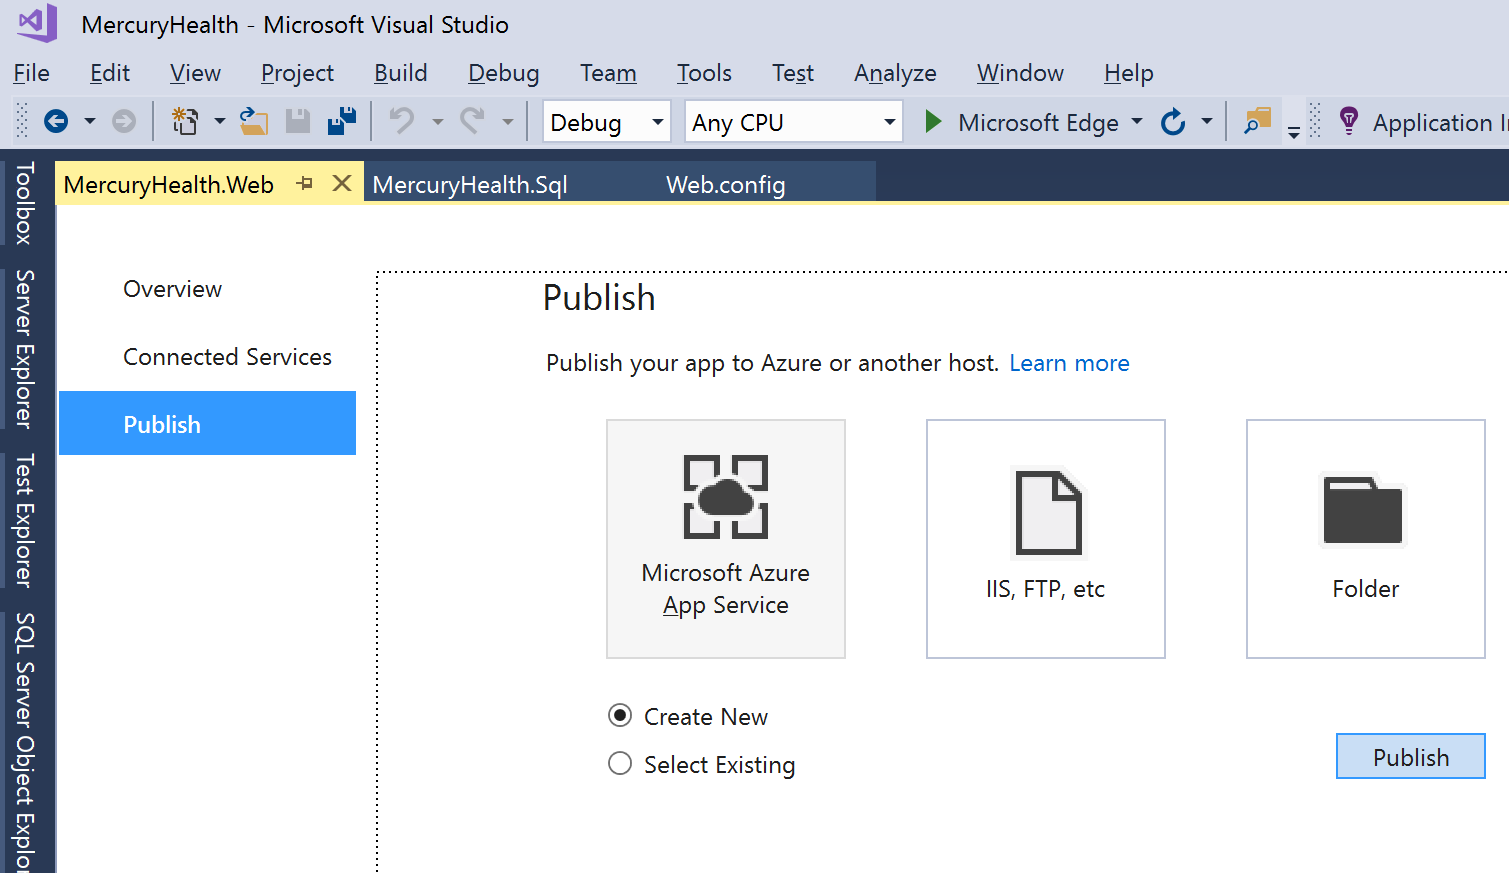 MercuryHealth - Microsoft Visual Studio
File Edit View Project Build Debug Team Tools Test Analyze Window Help
Debug Any CPU Microsoft Edge Application
MercuryHealth.Web MercuryHealth.Sql Web.config
Toolbox
Server Explorer
Test Explorer
SQL Server Object
Overview
Connected Services
Publish
Publish
Publish your app to Azure or another host. Learn more
Microsoft Azure
App Service
IIS, FTP, etc
Folder
Create New
Select Existing
Publish